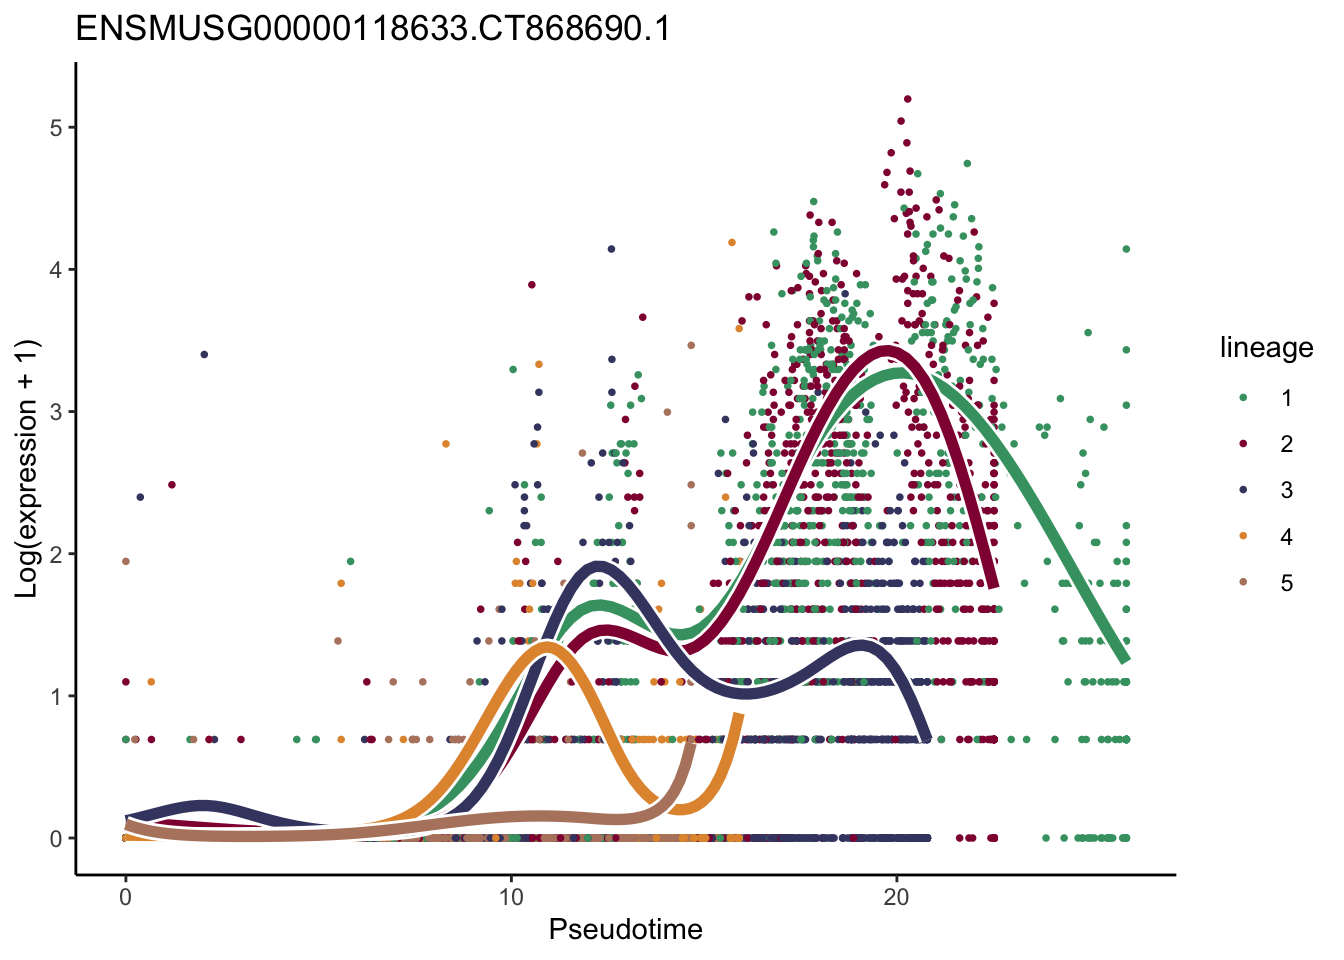 ENSMUSG00000118633.CT868690.1
Log(expression + 1)
5
4
3
2
1
0
0 10 20
Pseudotime
lineage
1
2
3
4
5